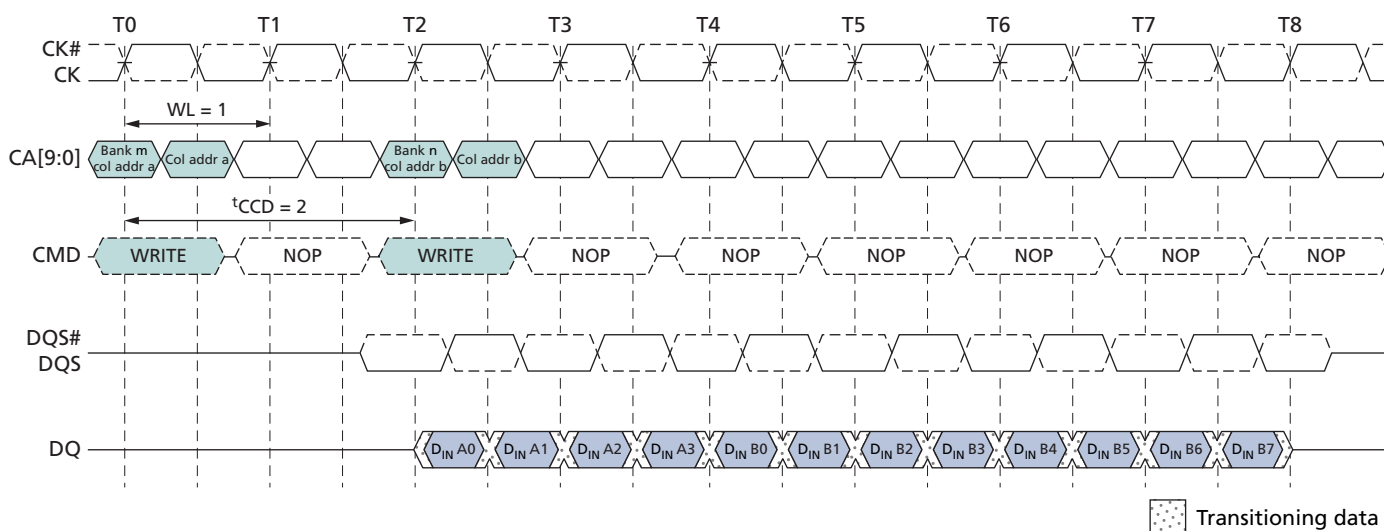 T0 T1 T2 T3 T4 T5 T6 T7 T8
CK#
CK
WL = 1
CA[9:0] Bank m col addr a Col addr a Bank n col addr b Col addr b
tCCD = 2
CMD WRITE NOP WRITE NOP NOP NOP NOP NOP NOP
DQS#
DQS
DQ DIN A0 DIN A1 DIN A2 DIN A3 DIN B0 DIN B1 DIN B2 DIN B3 DIN B4 DIN B5 DIN B6 DIN B7
Transitioning data